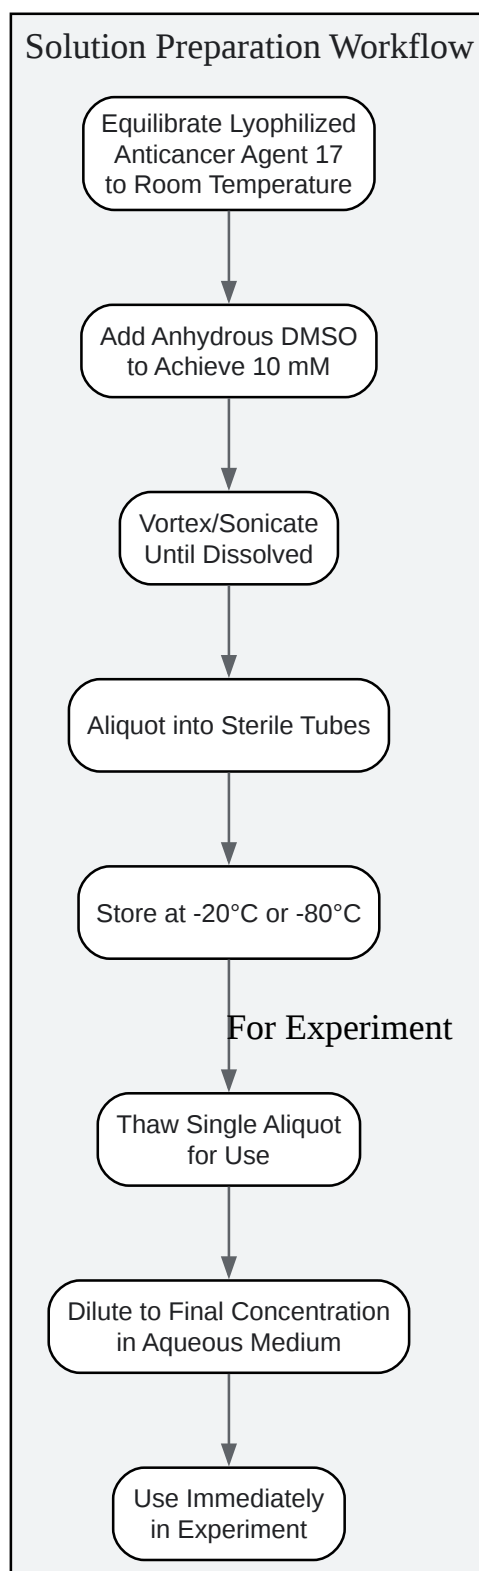 Solution Preparation Workflow
Equilibrate Lyophilized
Anticancer Agent 17
to Room Temperature
Add Anhydrous DMSO
to Achieve 10 mM
Vortex/Sonicate
Until Dissolved
Aliquot into Sterile Tubes
Store at -20°C or -80°C
For Experiment
Thaw Single Aliquot
for Use
Dilute to Final Concentration
in Aqueous Medium
Use Immediately
in Experiment